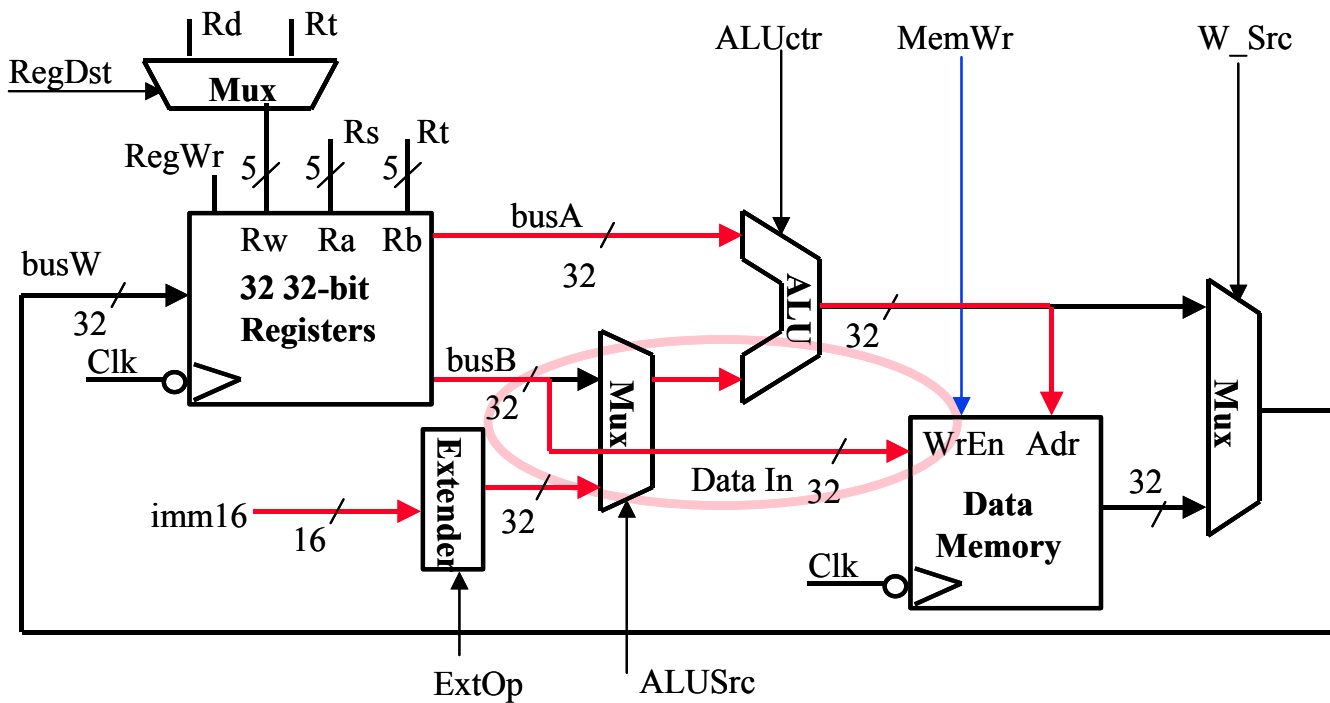 Rd Rt
RegDst
Mux
ALUctr
MemWr
W_Src
RegWr
5
5
Rs
5
Rt
Rw Ra Rb
32 32-bit
Registers
busW
32
Clk
busA
32
busB
32
ALU
32
Mux
Extender
imm16
16
32
Data In
32
WrEn Adr
Data
Memory
Clk
32
Mux
ExtOp
ALUSrc